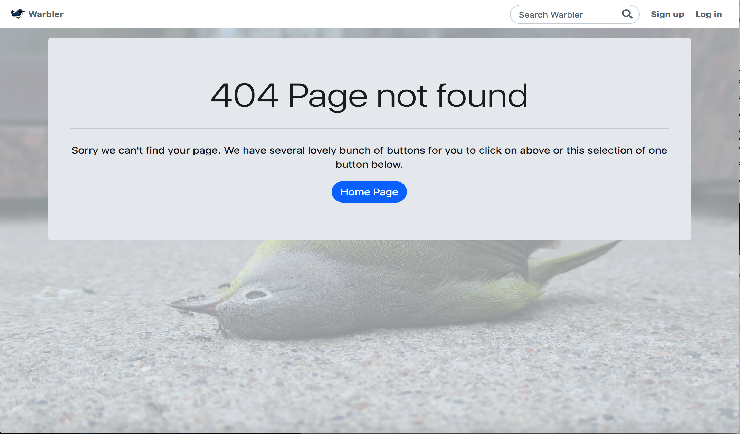 Warbler
Search Warbler
Sign up
Log in
404 Page not found
Sorry we can't find your page. We have several lovely bunch of buttons for you to click on above or this selection of one
button below.
Home Page